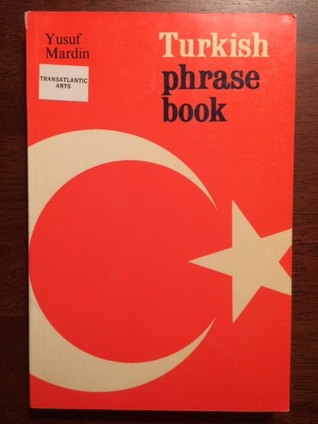 Yusuf
Mardin
TRANSATLANTIC
ARTS
Turkish
phrase
book